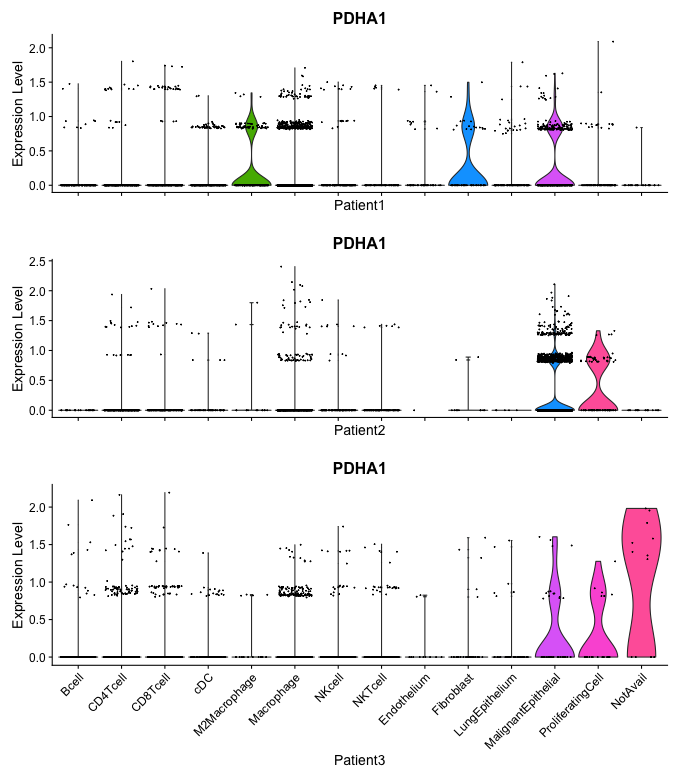 PDHA1
Expression Level
2.0
1.5
1.0
0.5
0.0
Patient1
PDHA1
Expression Level
2.5
2.0
1.5
1.0
0.5
0.0
Patient2
PDHA1
Expression Level
2.0
1.5
1.0
0.5
0.0
Bcell
CD4Tcell
CD8Tcell
cDC
M2Macrophage
Macrophage
NKcell
NKTcell
Endothelium
Fibroblast
LungEpithelium
MalignantEpithelial
ProliferatingCell
NotAvail
Patient3